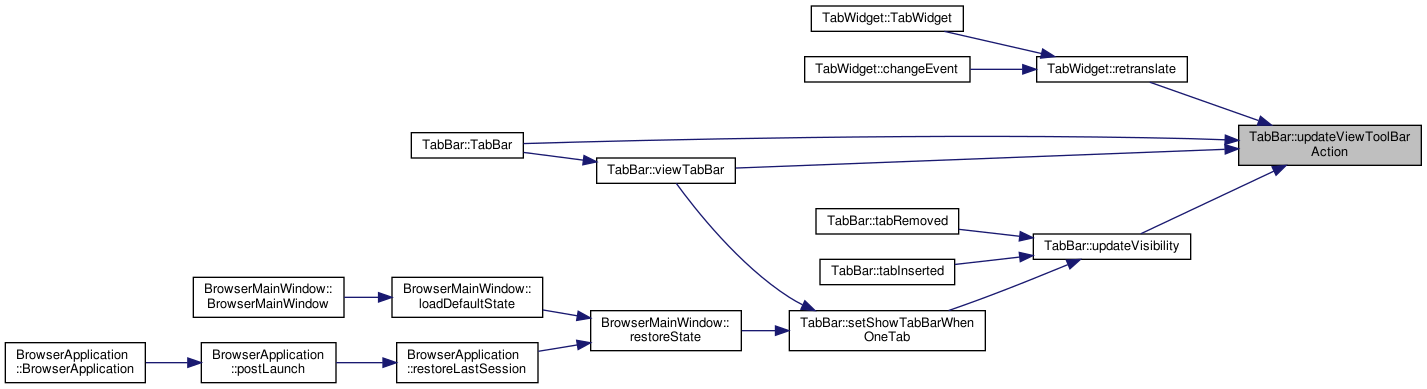 TabWidget::TabWidget
TabWidget::changeEvent
TabWidget::retranslate
TabBar::updateViewToolBar
Action
TabBar::TabBar
TabBar::viewTabBar
TabBar::tabRemoved
TabBar::updateVisibility
TabBar::tabInserted
BrowserMainWindow::
BrowserMainWindow
BrowserMainWindow::
loadDefaultState
BrowserMainWindow::
restoreState
TabBar::setShowTabBarWhen
OneTab
BrowserApplication
::BrowserApplication
BrowserApplication
::postLaunch
BrowserApplication
::restoreLastSession